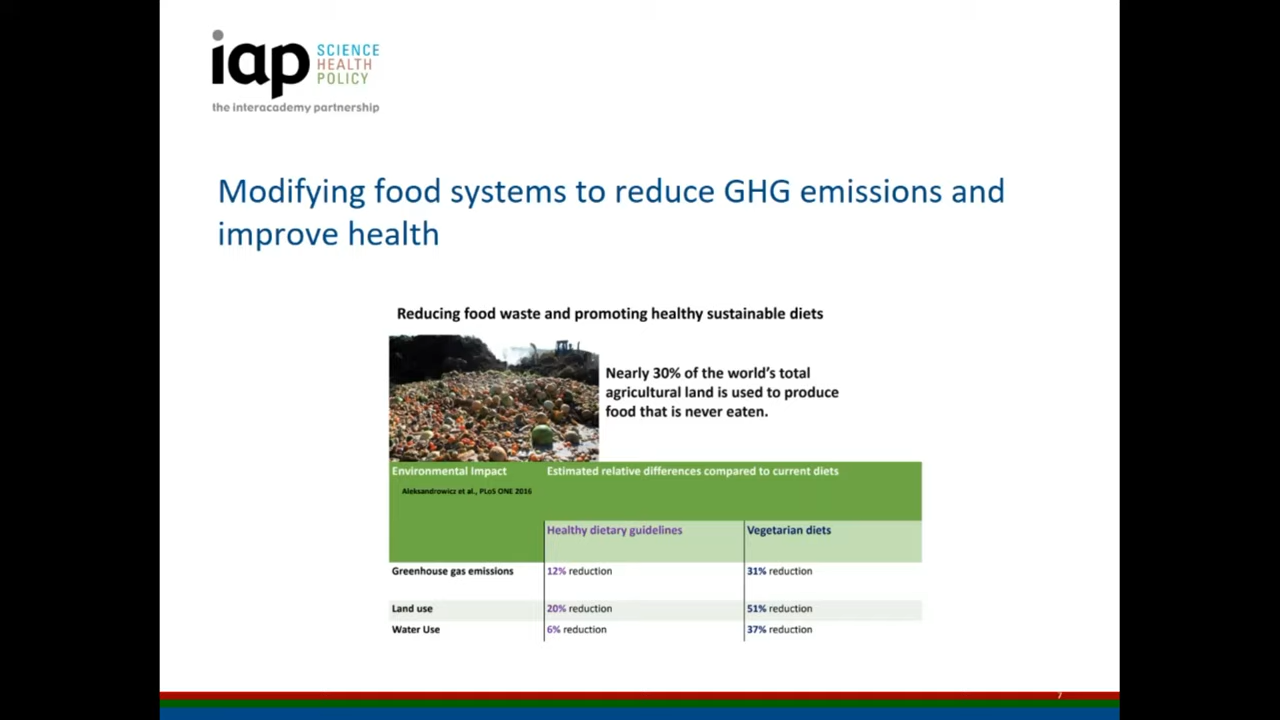 iap SCIENCE
HEALTH
POLICY
the interacademy partnership
Modifying food systems to reduce GHG emissions and
improve health
Reducing food waste and promoting healthy sustainable diets
Nearly 30% of the world's total
agricultural land is used to produce
food that is never eaten.
Environmental Impact Estimated relative differences compared to current diets
Aleksandrowicz et al., PLoS ONE 2016
Healthy dietary guidelines Vegetarian diets
Greenhouse gas emissions 12% reduction 31% reduction
Land use 20% reduction 51% reduction
Water Use 6% reduction 37% reduction
7